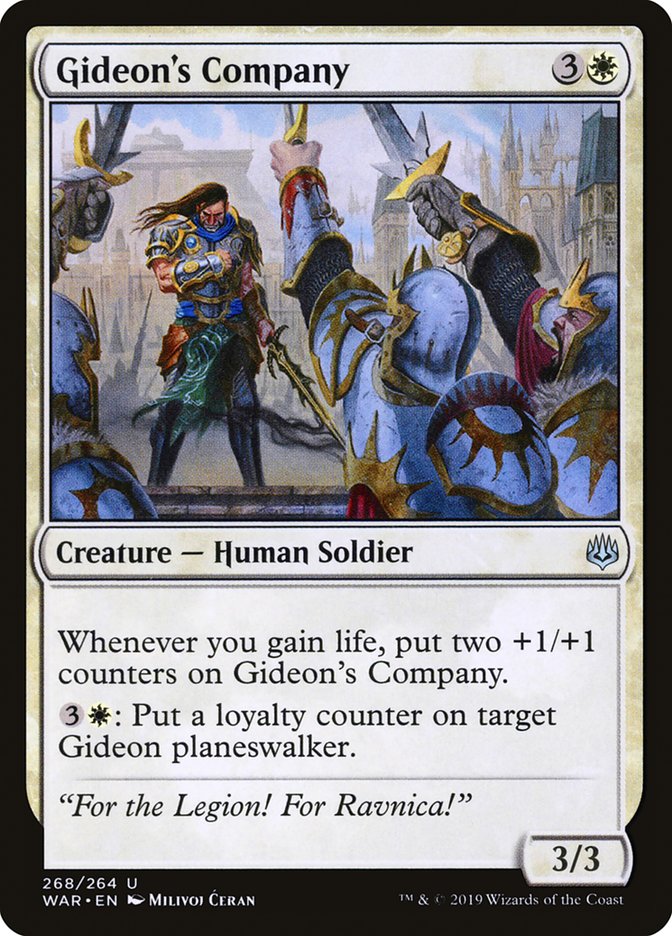 Gideon's Company 3
Creature — Human Soldier
Whenever you gain life, put two +1/+1
counters on Gideon's Company.
3 : Put a loyalty counter on target
Gideon planeswalker.
“For the Legion! For Ravnica!”
3/3
268/264 U
WAR • EN Milivoj Ćeran
™ & © 2019 Wizards of the Coast